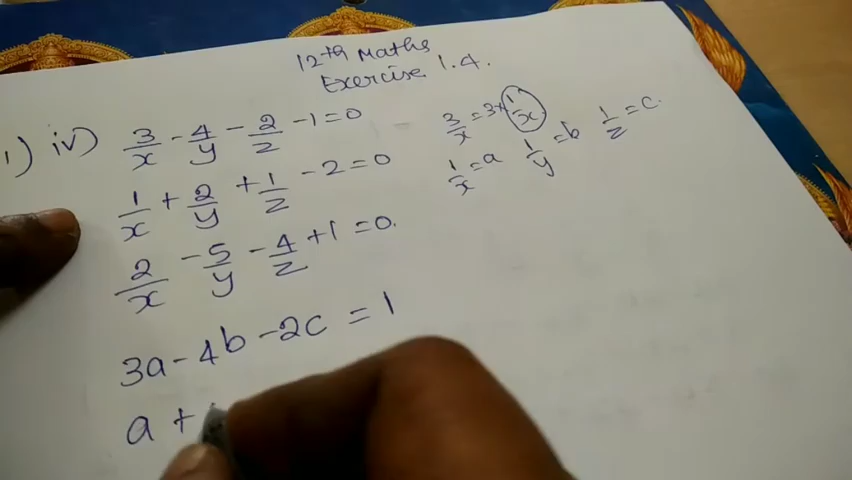 12th Maths
Exercise 1.4.
1) iv) 3/x - 4/y - 2/z - 1 = 0
3/x = 3 × 1/x
1/x + 2/y + 1/z - 2 = 0
1/x = a 1/y = b 1/z = c.
2/x - 5/y - 4/z + 1 = 0.
3a - 4b - 2c = 1
a +